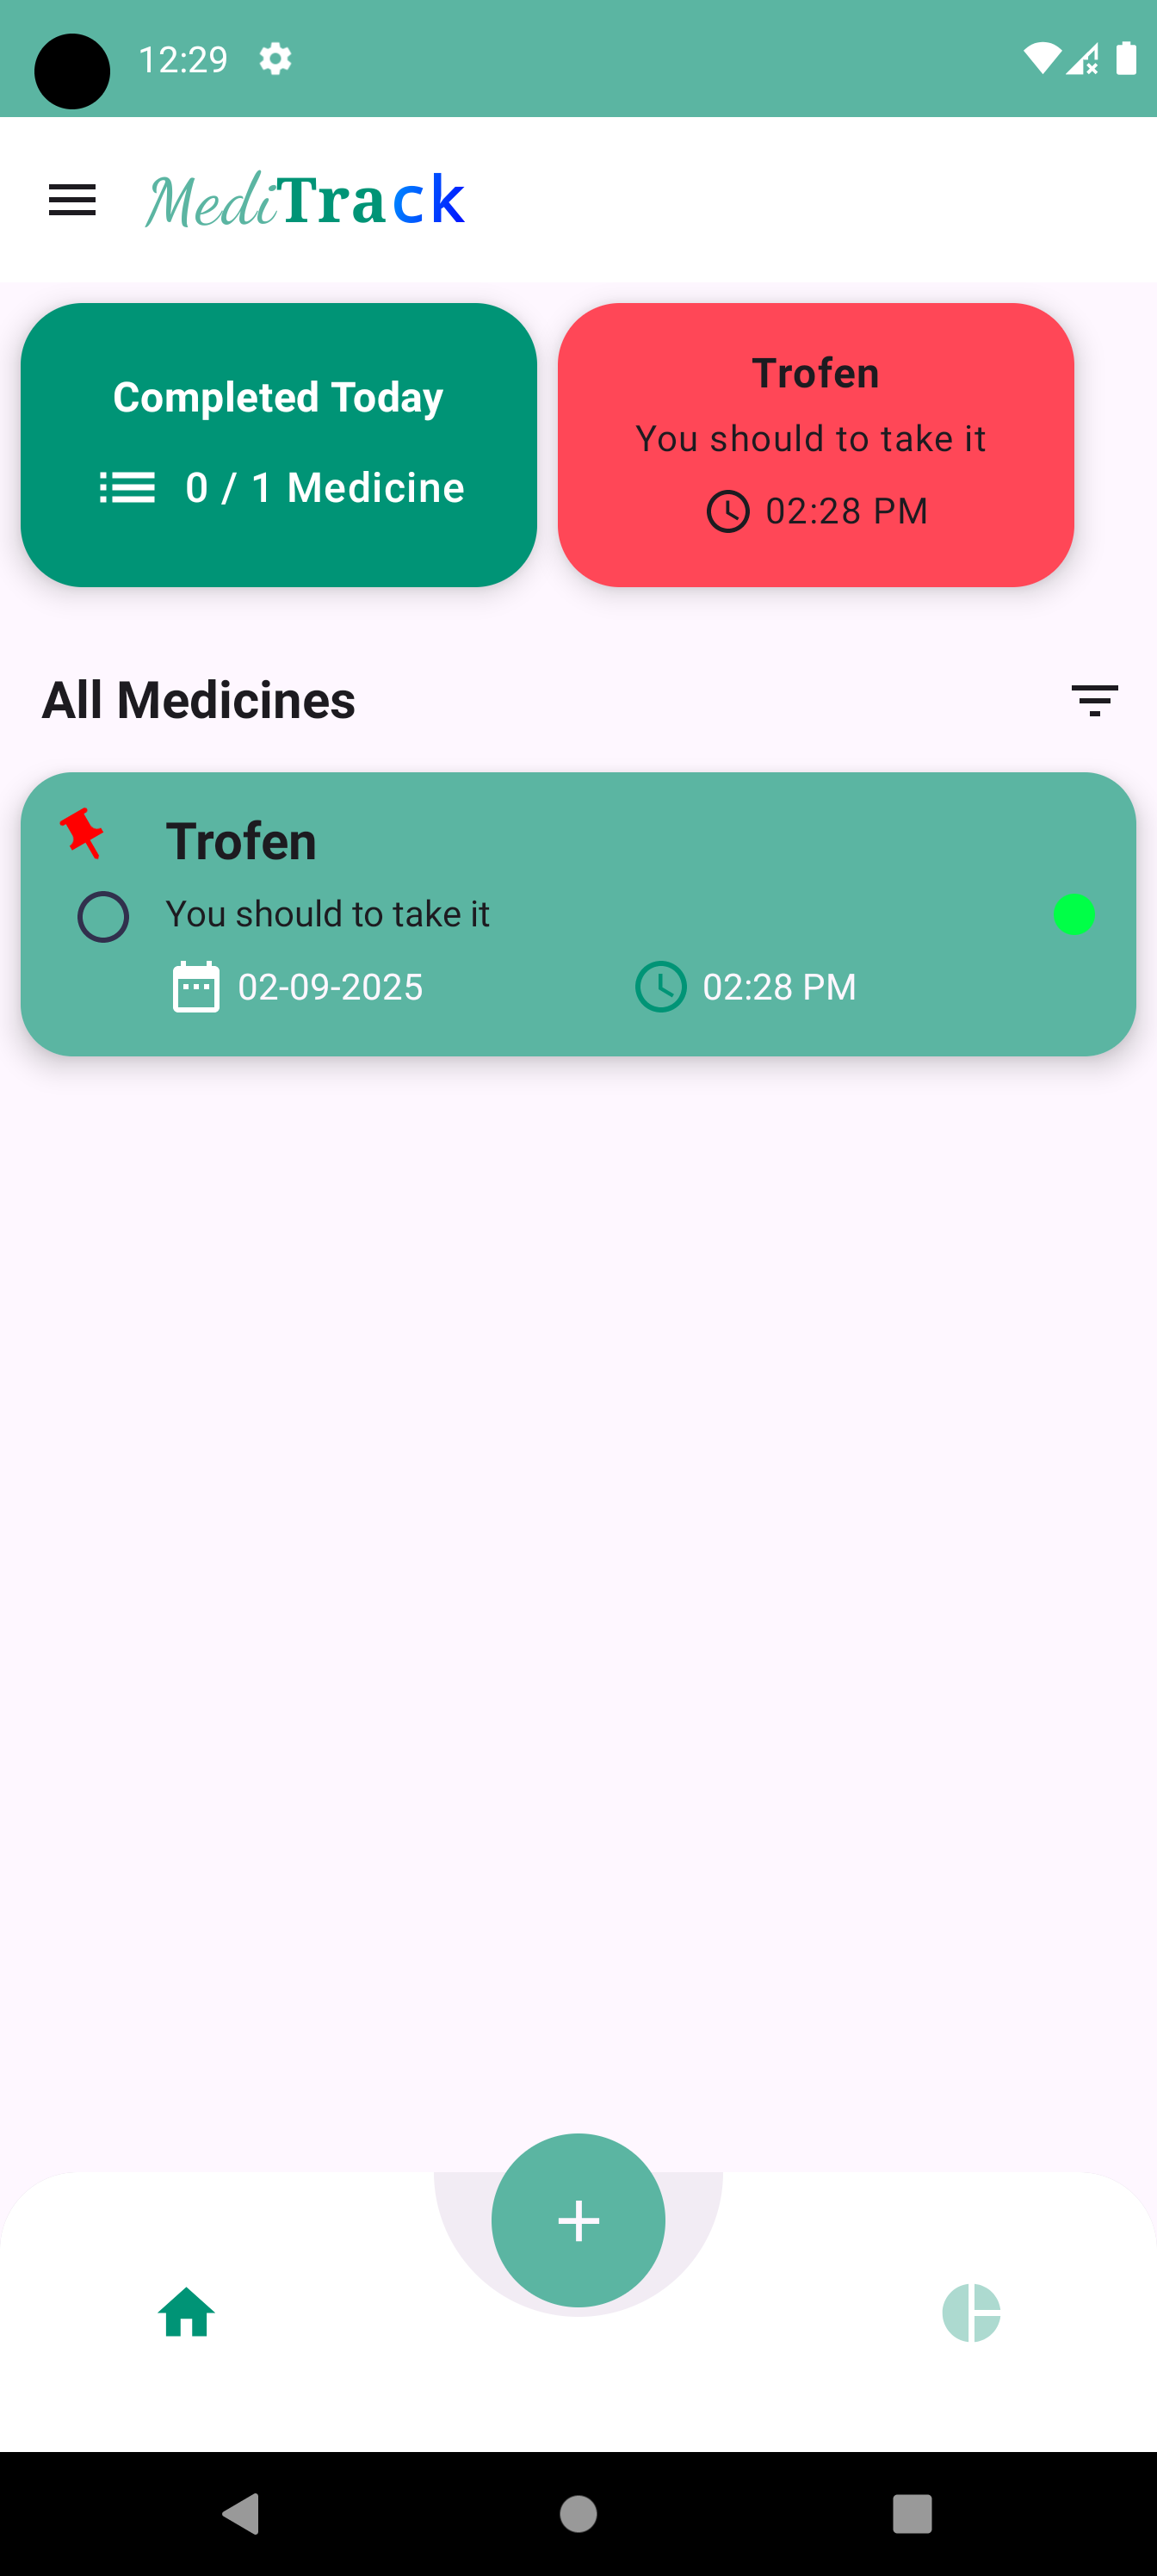 12:29
MediTrack
Completed Today
0 / 1 Medicine
Trofen
You should to take it
02:28 PM
All Medicines
Trofen
You should to take it
02-09-2025
02:28 PM